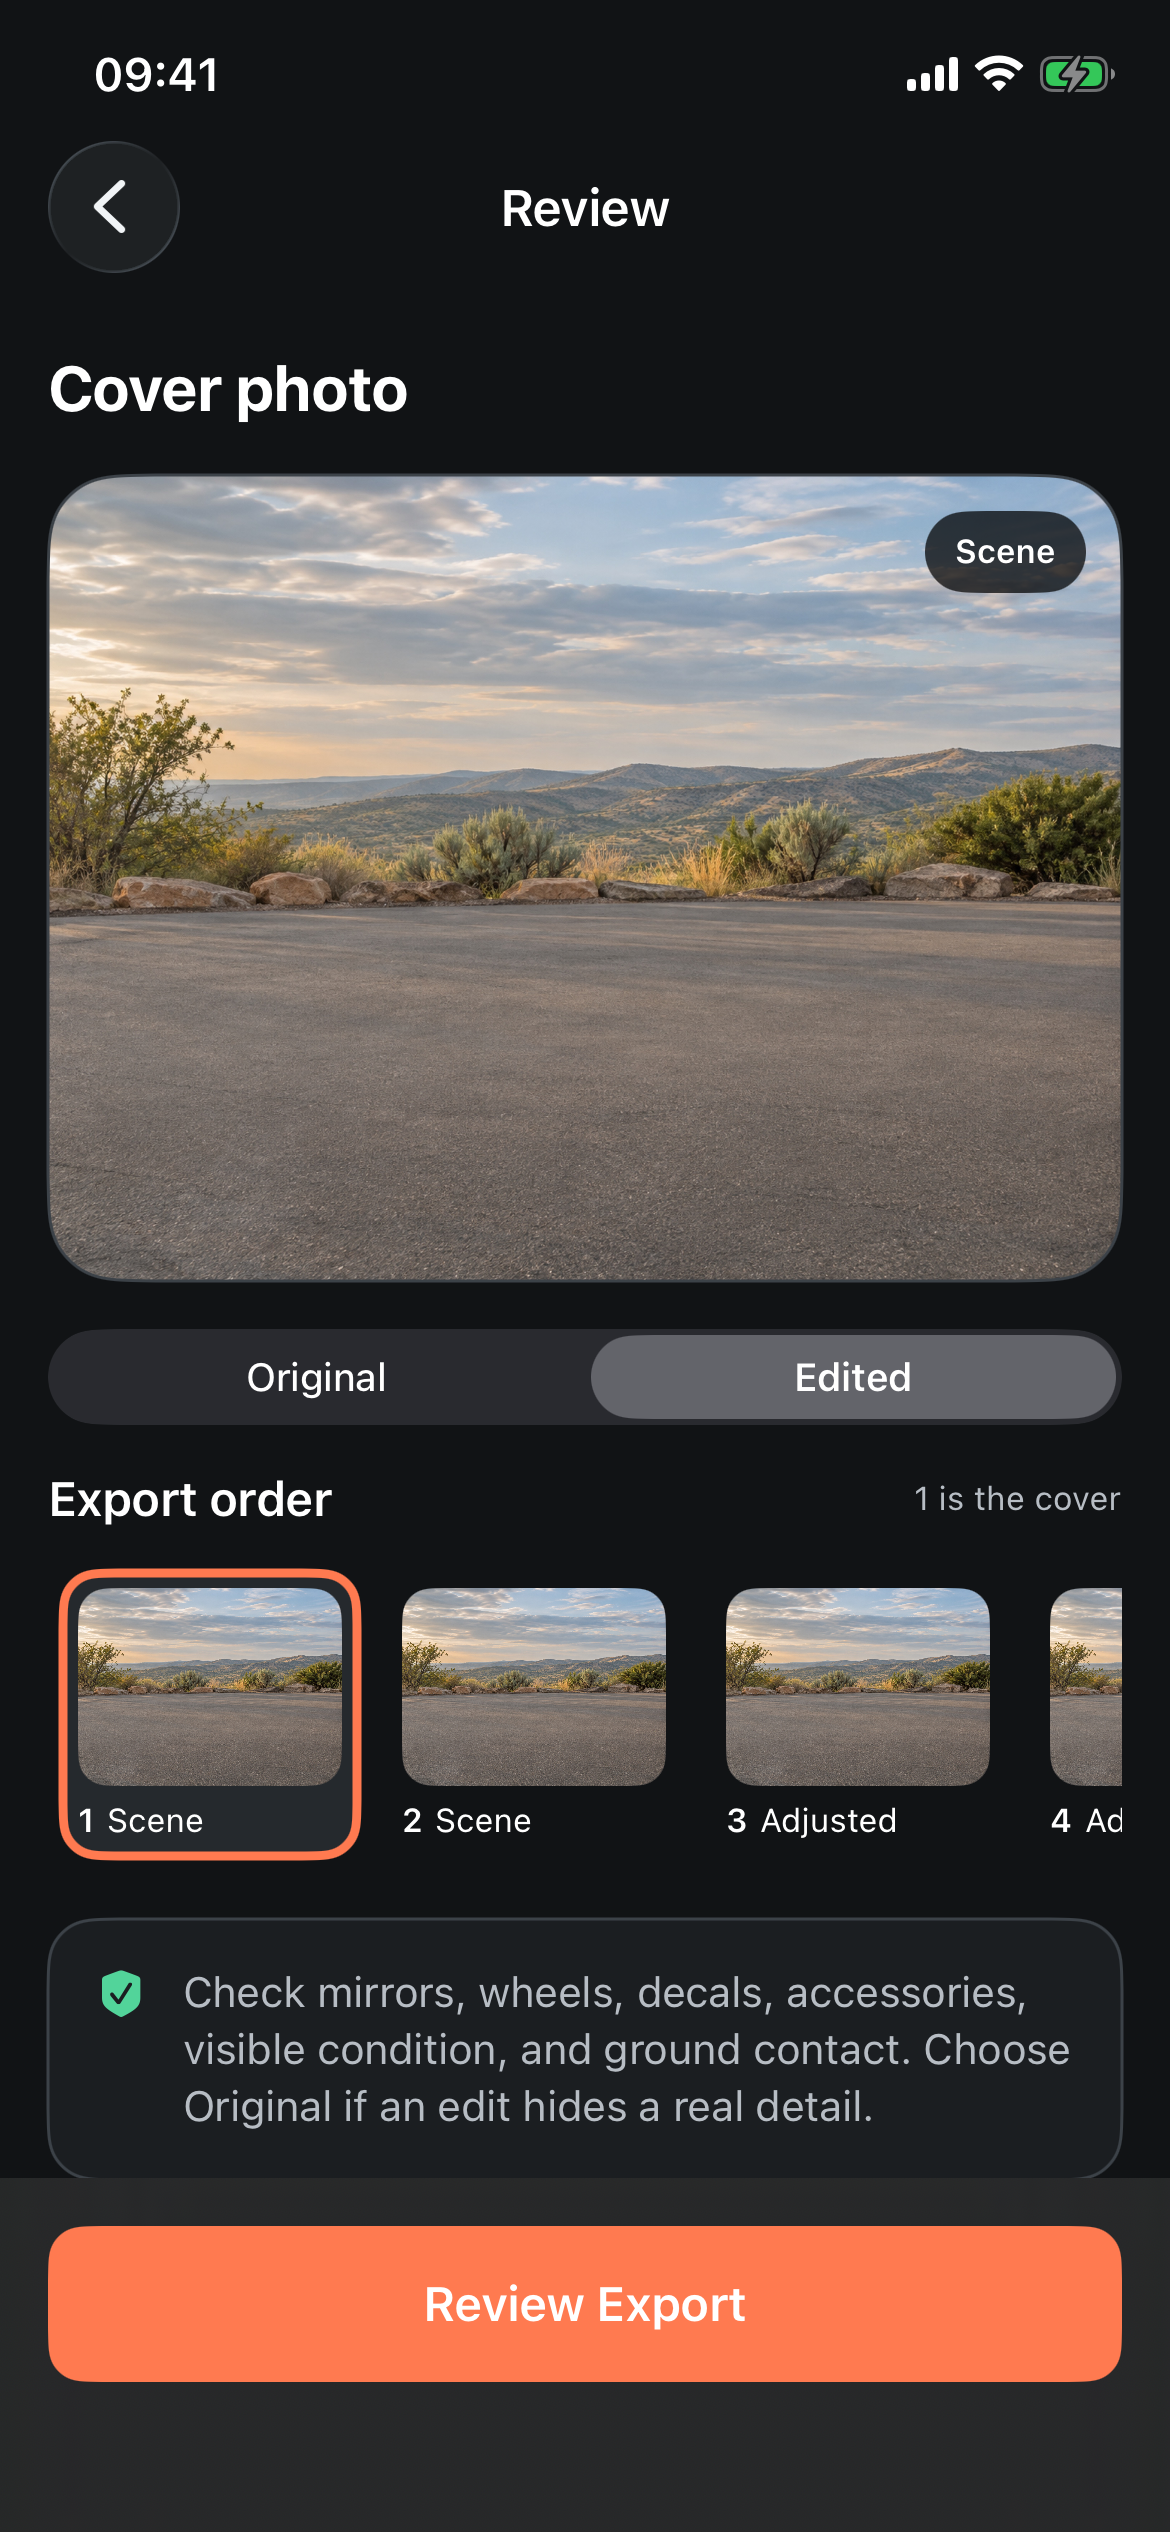 09:41
Review
Cover photo
Scene
Original
Edited
Export order
1 is the cover
1 Scene
2 Scene
3 Adjusted
4 Ad
Check mirrors, wheels, decals, accessories,
visible condition, and ground contact. Choose
Original if an edit hides a real detail.
Review Export